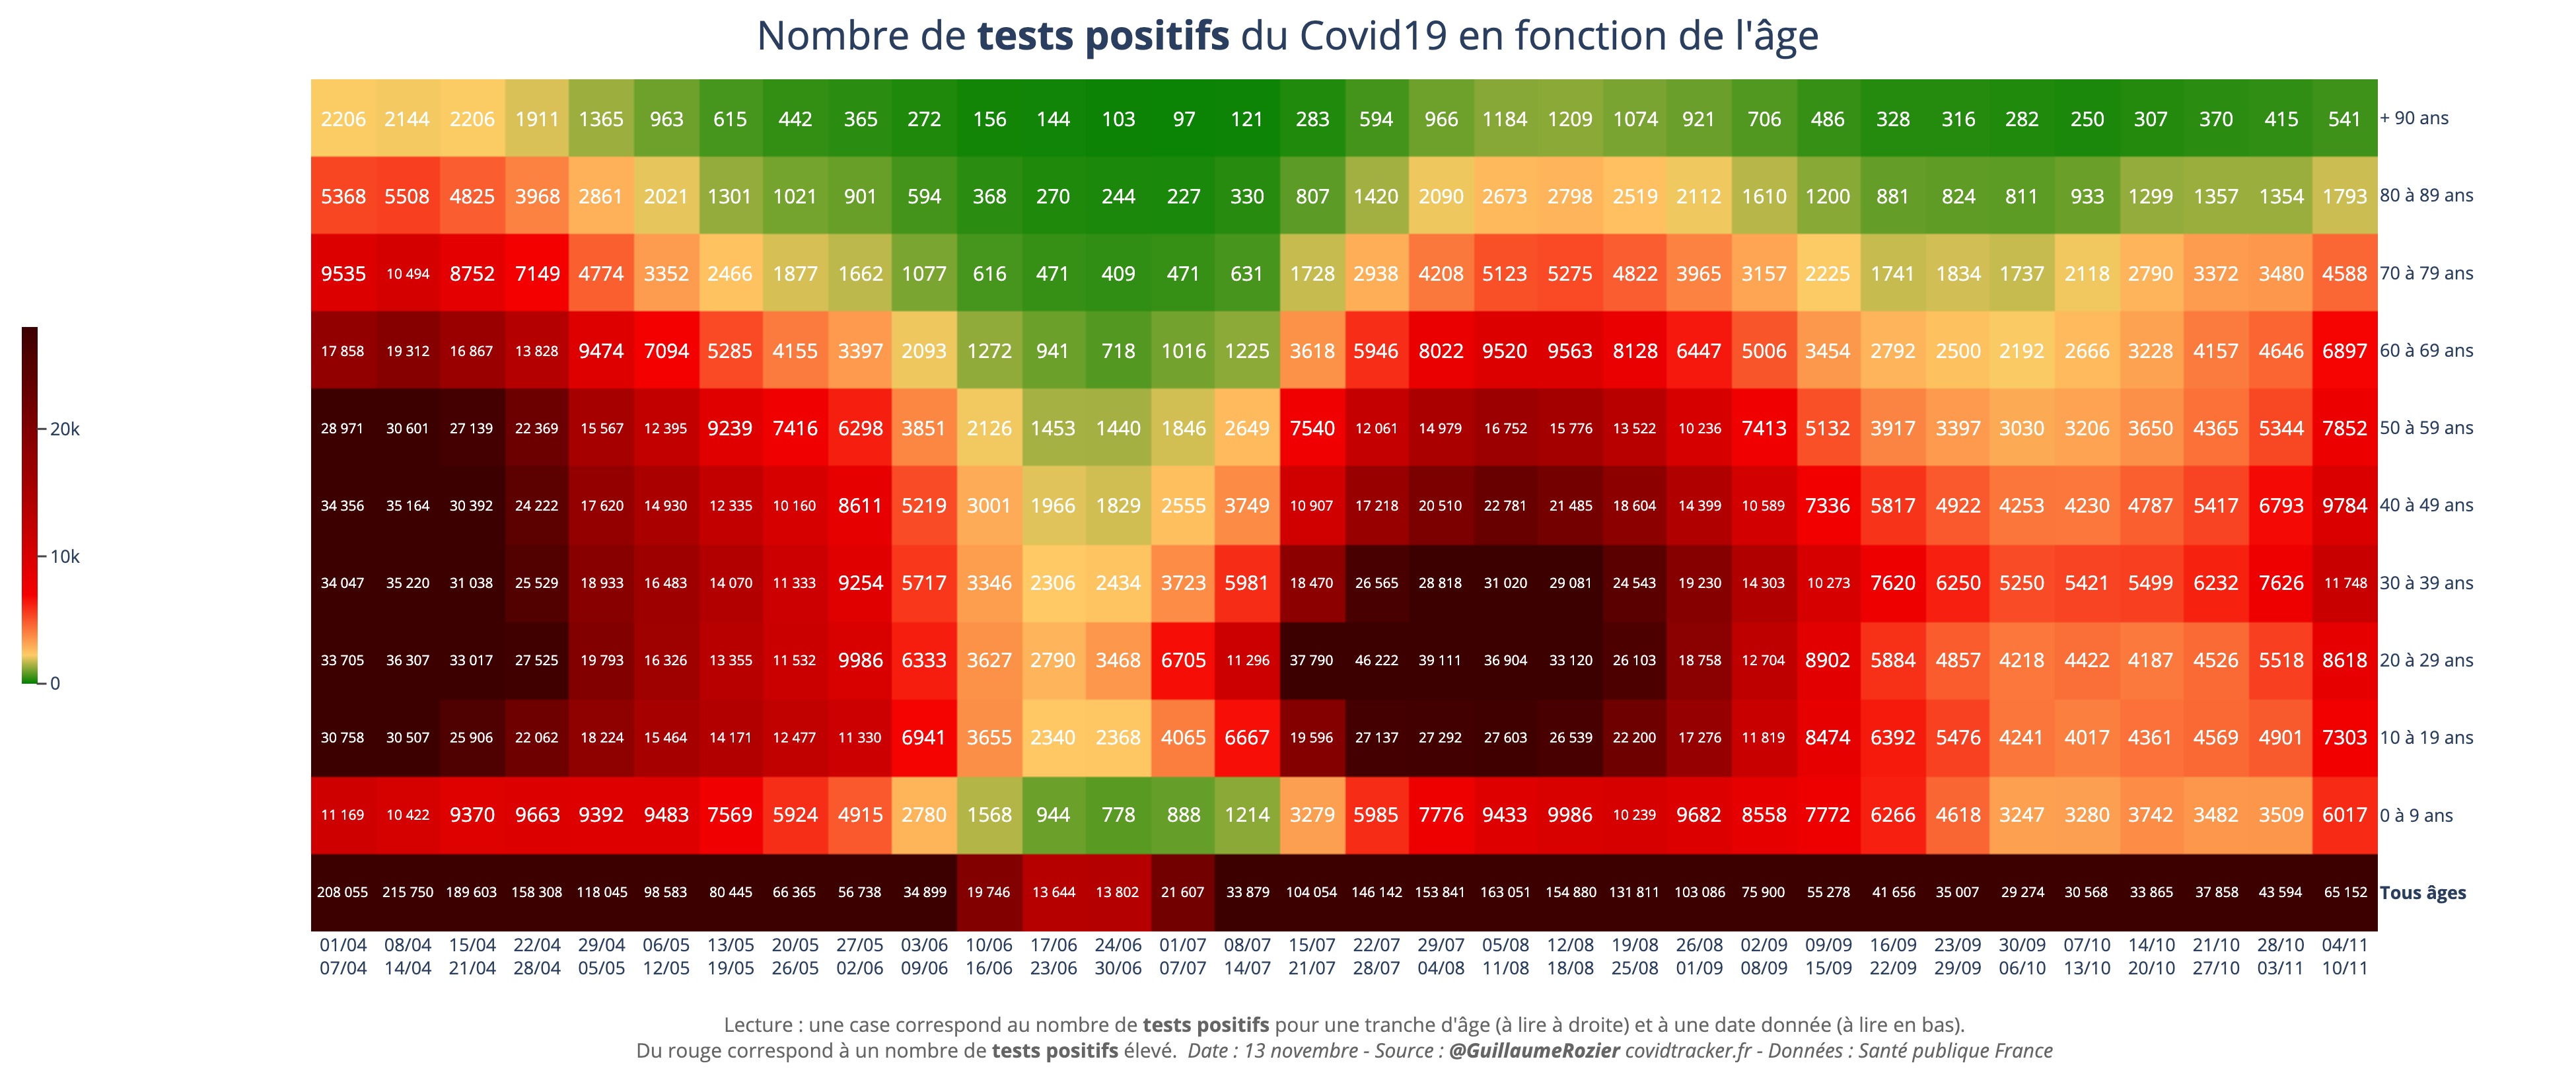 Nombre de tests positifs du Covid19 en fonction de l'âge
2206 2144 2206 1911 1365 963 615 442 365 272 156 144 103 97 121 283 594 966 1184 1209 1074 921 706 486 328 316 282 250 307 370 415 541 + 90 ans
5368 5508 4825 3968 2861 2021 1301 1021 901 594 368 270 244 227 330 807 1420 2090 2673 2798 2519 2112 1610 1200 881 824 811 933 1299 1357 1354 1793 80 à 89 ans
9535 10 494 8752 7149 4774 3352 2466 1877 1662 1077 616 471 409 471 631 1728 2938 4208 5123 5275 4822 3965 3157 2225 1741 1834 1737 2118 2790 3372 3480 4588 70 à 79 ans
17 858 19 312 16 867 13 828 9474 7094 5285 4155 3397 2093 1272 941 718 1016 1225 3618 5946 8022 9520 9563 8128 6447 5006 3454 2792 2500 2192 2666 3228 4157 4646 6897 60 à 69 ans
20k 28 971 30 601 27 139 22 369 15 567 12 395 9239 7416 6298 3851 2126 1453 1440 1846 2649 7540 12 061 14 979 16 752 15 776 13 522 10 236 7413 5132 3917 3397 3030 3206 3650 4365 5344 7852 50 à 59 ans
34 356 35 164 30 392 24 222 17 620 14 930 12 335 10 160 8611 5219 3001 1966 1829 2555 3749 10 907 17 218 20 510 22 781 21 485 18 604 14 399 10 589 7336 5817 4922 4253 4230 4787 5417 6793 9784 40 à 49 ans
10k
34 047 35 220 31 038 25 529 18 933 16 483 14 070 11 333 9254 5717 3346 2306 2434 3723 5981 18 470 26 565 28 818 31 020 29 081 24 543 19 230 14 303 10 273 7620 6250 5250 5421 5499 6232 7626 11 748 30 à 39 ans
33 705 36 307 33 017 27 525 19 793 16 326 13 355 11 532 9986 6333 3627 2790 3468 6705 11 296 37 790 46 222 39 111 36 904 33 120 26 103 18 758 12 704 8902 5884 4857 4218 4422 4187 4526 5518 8618 20 à 29 ans
0
30 758 30 507 25 906 22 062 18 224 15 464 14 171 12 477 11 330 6941 3655 2340 2368 4065 6667 19 596 27 137 27 292 27 603 26 539 22 200 17 276 11 819 8474 6392 5476 4241 4017 4361 4569 4901 7303 10 à 19 ans
11 169 10 422 9370 9663 9392 9483 7569 5924 4915 2780 1568 944 778 888 1214 3279 5985 7776 9433 9986 10 239 9682 8558 7772 6266 4618 3247 3280 3742 3482 3509 6017 0 à 9 ans
208 055 215 750 189 603 158 308 118 045 98 583 80 445 66 365 56 738 34 899 19 746 13 644 13 802 21 607 33 879 104 054 146 142 153 841 163 051 154 880 131 811 103 086 75 900 55 278 41 656 35 007 29 274 30 568 33 865 37 858 43 594 65 152 Tous âges
01/04 08/04 15/04 22/04 29/04 06/05 13/05 20/05 27/05 03/06 10/06 17/06 24/06 01/07 08/07 15/07 22/07 29/07 05/08 12/08 19/08 26/08 02/09 09/09 16/09 23/09 30/09 07/10 14/10 21/10 28/10 04/11
07/04 14/04 21/04 28/04 05/05 12/05 19/05 26/05 02/06 09/06 16/06 23/06 30/06 07/07 14/07 21/07 28/07 04/08 11/08 18/08 25/08 01/09 08/09 15/09 22/09 29/09 06/10 13/10 20/10 27/10 03/11 10/11
Lecture : une case correspond au nombre de tests positifs pour une tranche d'âge (à lire à droite) et à une date donnée (à lire en bas).
Du rouge correspond à un nombre de tests positifs élevé. Date : 13 novembre - Source : @GuillaumeRozier covidtracker.fr - Données : Santé publique France